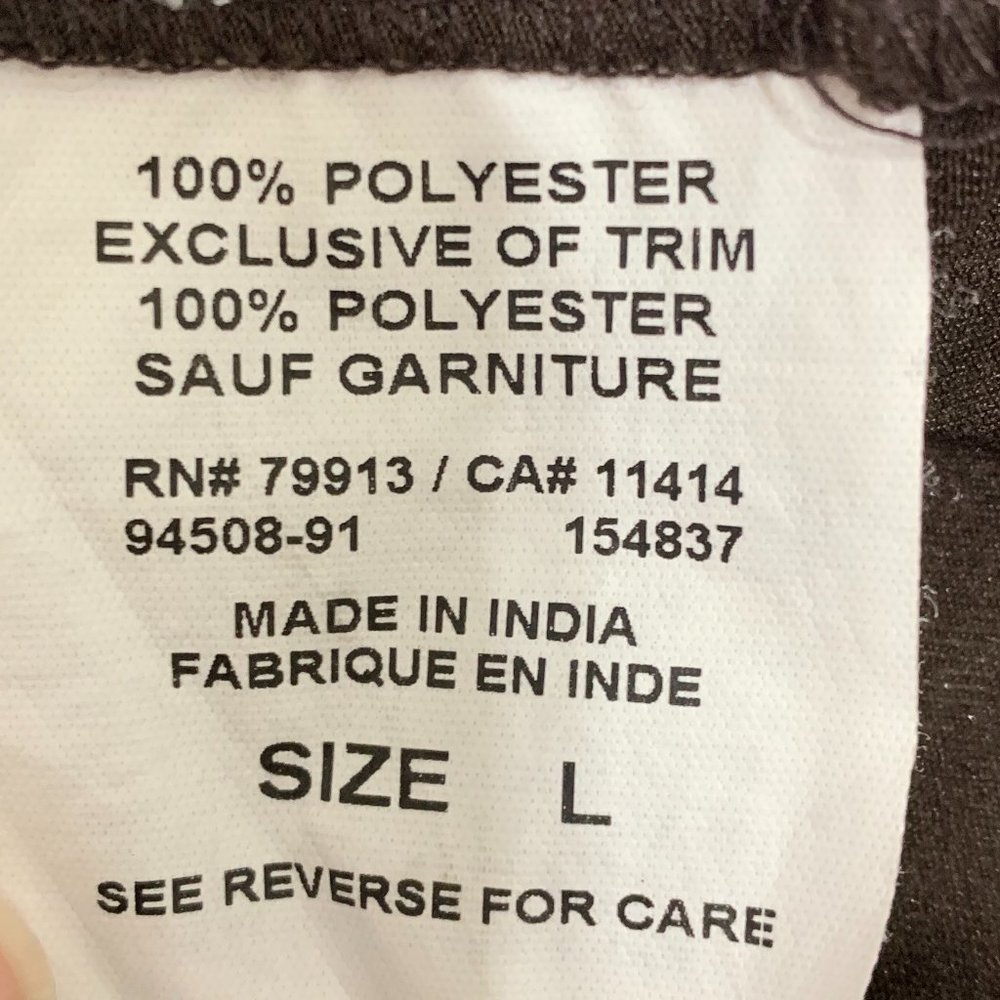 100% POLYESTER
EXCLUSIVE OF TRIM
100% POLYESTER
SAUF GARNITURE
RN# 79913 / CA# 11414
94508-91 154837
MADE IN INDIA
FABRIQUE EN INDE
SIZE L
SEE REVERSE FOR CARE